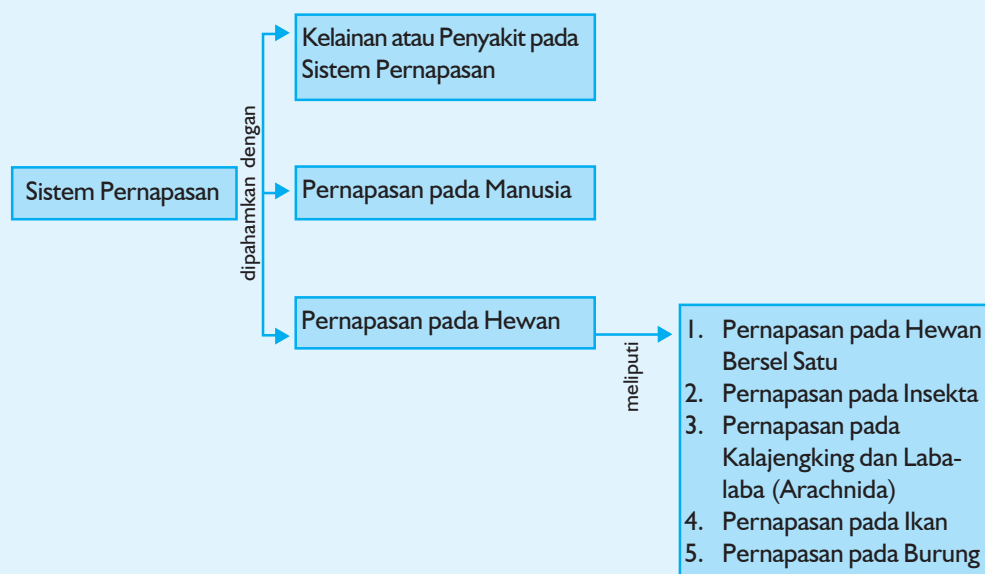 Sistem Pernapasan
dipahamkan dengan
Kelainan atau Penyakit pada
Sistem Pernapasan
Pernapasan pada Manusia
Pernapasan pada Hewan
meliputi
1. Pernapasan pada Hewan
Bersel Satu
2. Pernapasan pada Insekta
3. Pernapasan pada
Kalajengking dan Laba-
laba (Arachnida)
4. Pernapasan pada Ikan
5. Pernapasan pada Burung